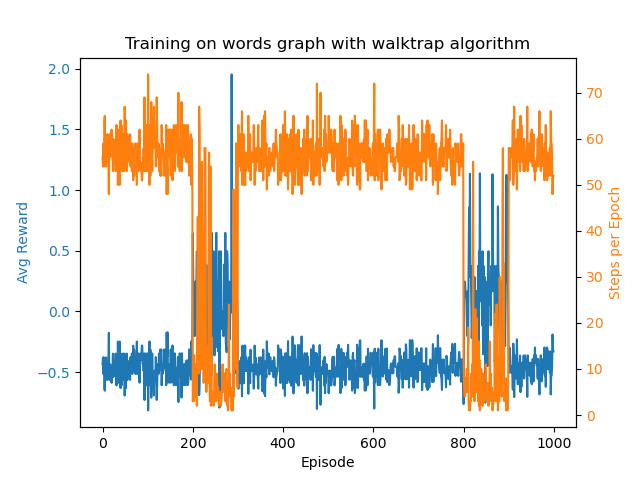 Training on words graph with walktrap algorithm
2.0
1.5
1.0
0.5
0.0
−0.5
Avg Reward
70
60
50
40
30
20
10
0
Steps per Epoch
0 200 400 600 800 1000
Episode